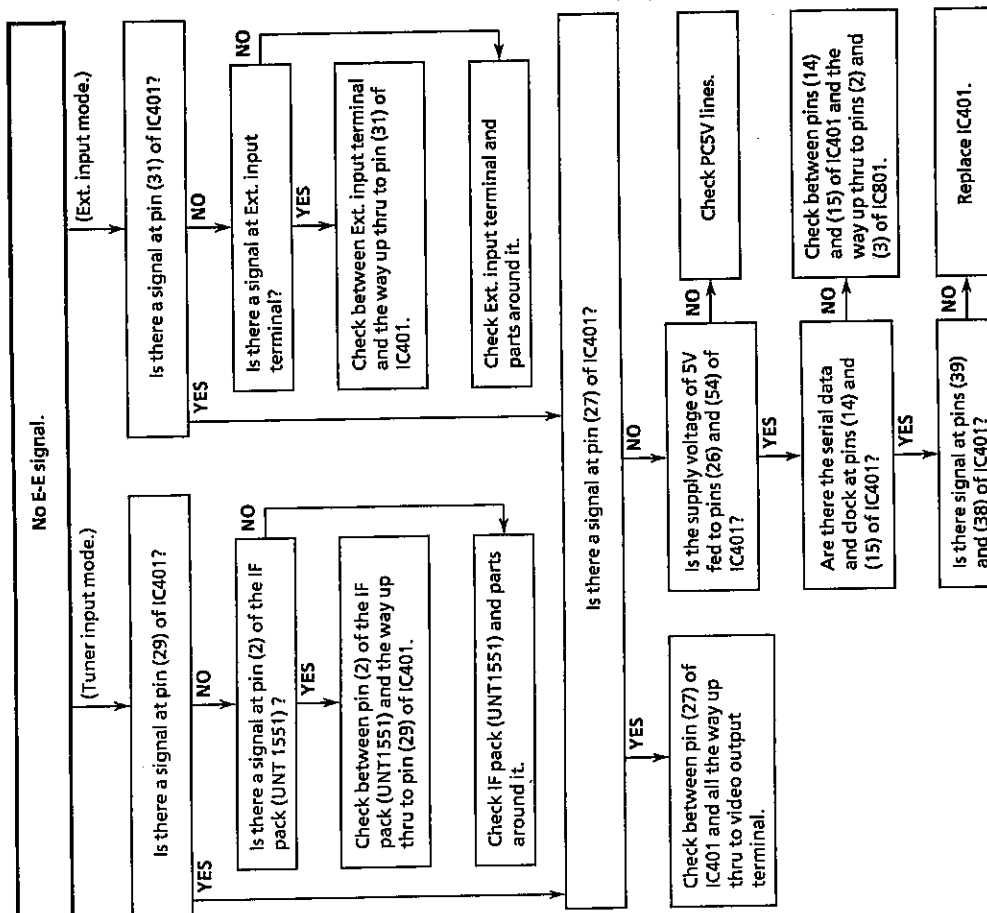 No E-E signal.
(Tuner input mode.)
(Ext. input mode.)
Is there a signal at pin (29) of IC401?
YES
NO
Is there a signal at pin (2) of the IF
pack (UNT1551) ?
NO
YES
Check between pin (2) of the IF
pack (UNT1551) and the way up
thru to pin (29) of IC401.
Check IF pack (UNT1551) and parts
around it.
Is there a signal at pin (31) of IC401?
YES
NO
Is there a signal at Ext. input
terminal?
NO
YES
Check between Ext. input terminal
and the way up thru to pin (31) of
IC401.
Check Ext. input terminal and
parts around it.
Is there a signal at pin (27) of IC401?
YES
NO
Check between pin (27) of
IC401 and all the way up
thru to video output
terminal.
Is the supply voltage of 5V
fed to pins (26) and (54) of
IC401?
NO
Check PC5V lines.
YES
Are there the serial data
and clock at pins (14) and
(15) of IC401?
NO
Check between pins (14)
and (15) of IC401 and the
way up thru to pins (2) and
(3) of IC801.
YES
Is there signal at pins (39)
and (38) of IC401?
NO
Replace IC401.